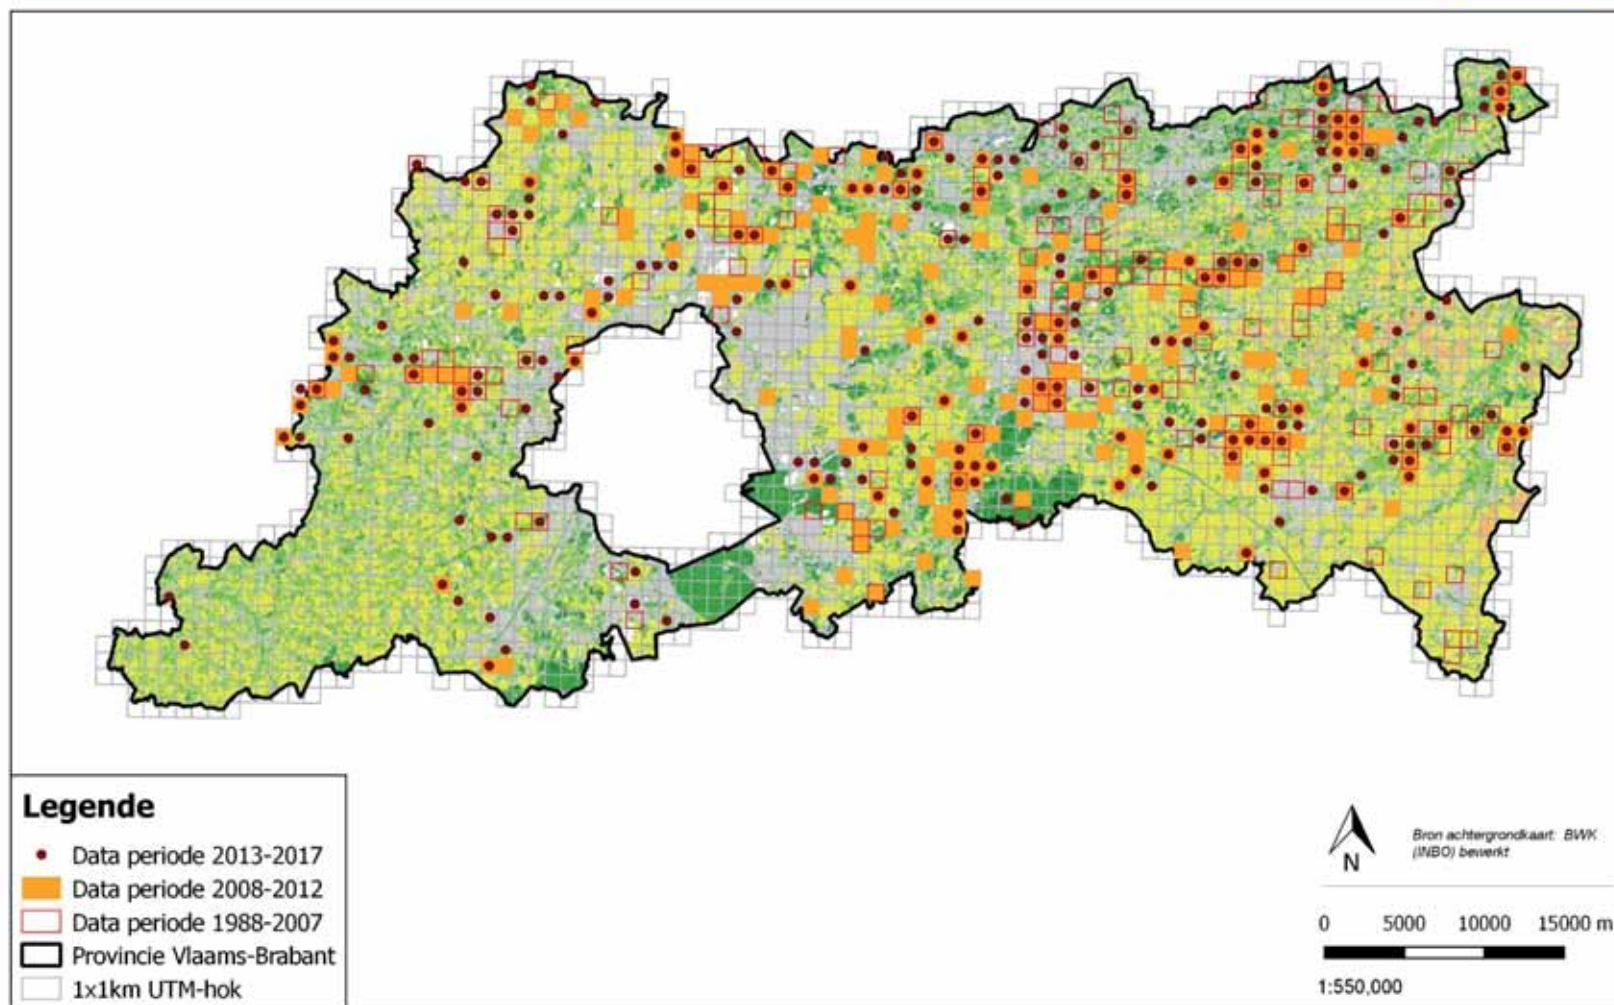 Legende
Data periode 2013-2017
Data periode 2008-2012
Data periode 1988-2007
Provincie Vlaams-Brabant
1x1km UTM-hok
N
Bron achtergrondkaart: BWK
(INBO) bewerkt
0 5000 10000 15000 m
1:550,000